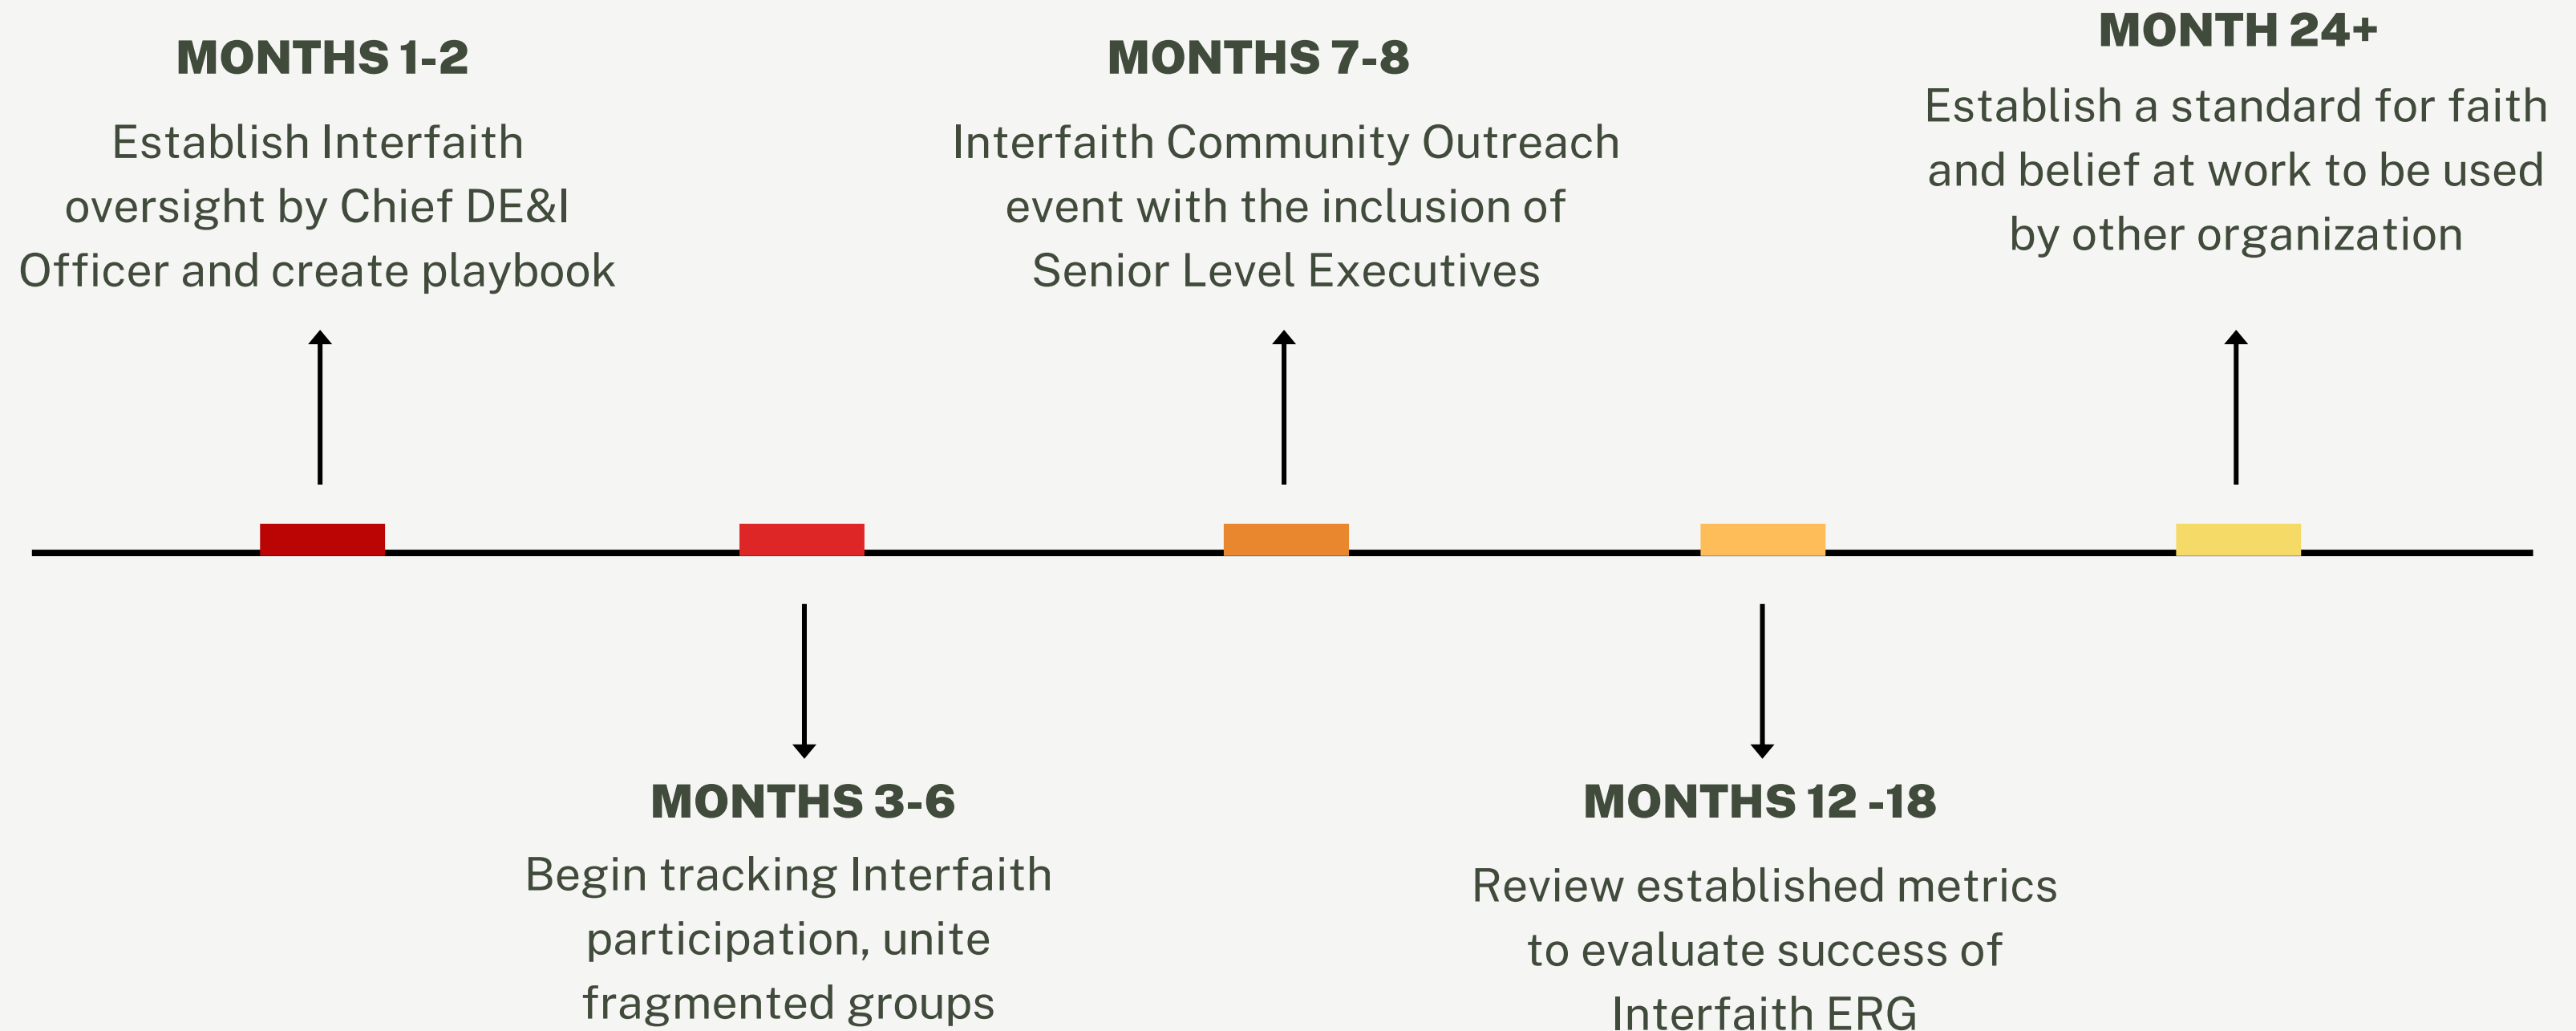 MONTHS 1-2
Establish Interfaith
oversight by Chief DE&I
Officer and create playbook
MONTHS 3-6
Begin tracking Interfaith
participation, unite
fragmented groups
MONTHS 7-8
Interfaith Community Outreach
event with the inclusion of
Senior Level Executives
MONTHS 12 -18
Review established metrics
to evaluate success of
Interfaith ERG
MONTH 24+
Establish a standard for faith
and belief at work to be used
by other organization